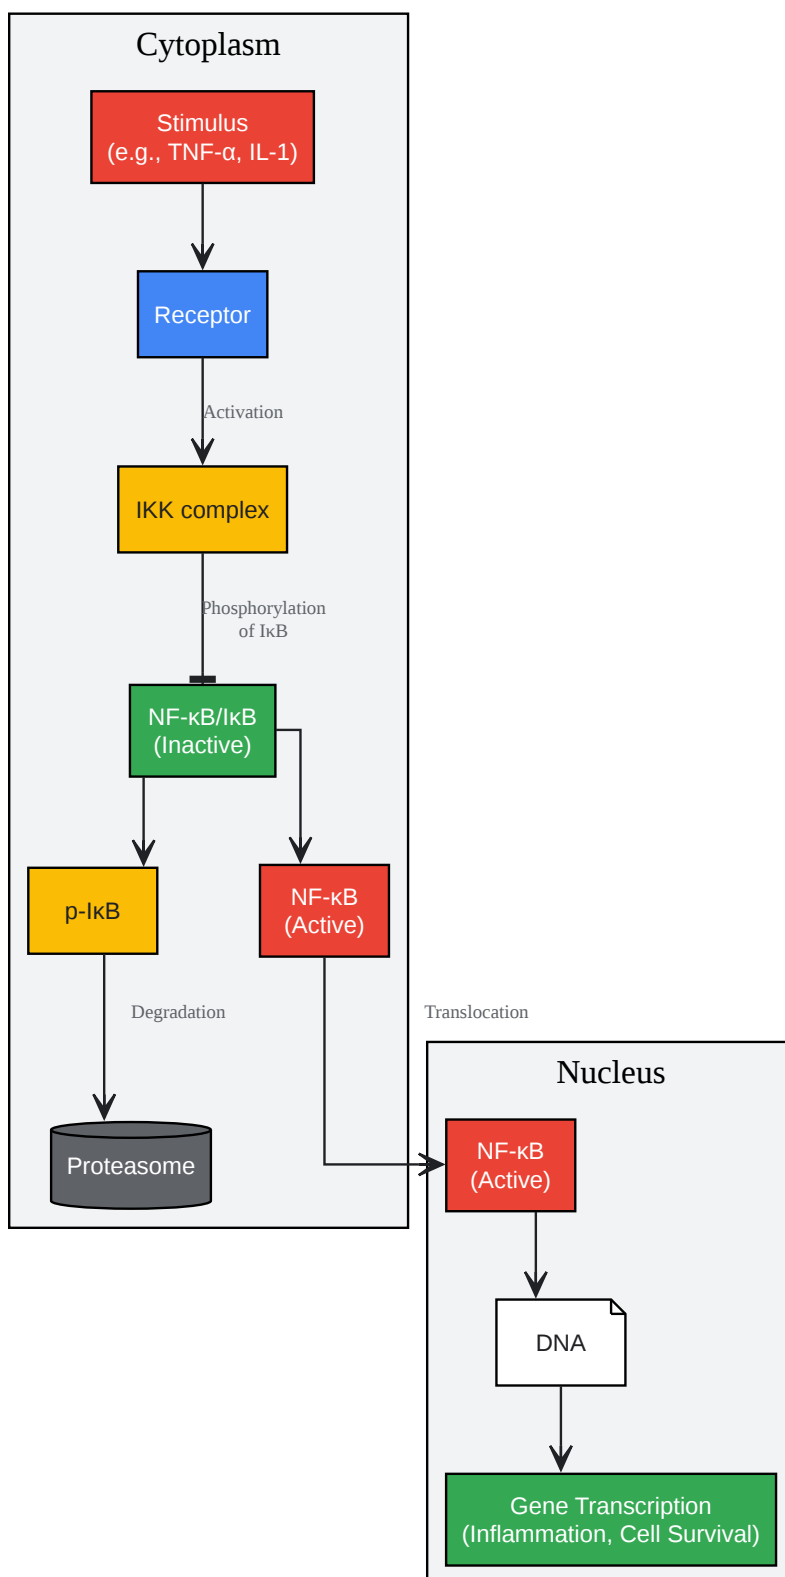 Cytoplasm
Stimulus
(e.g., TNF-α, IL-1)
Receptor
Activation
IKK complex
Phosphorylation
of IκB
NF-κB/IκB
(Inactive)
p-IκB
NF-κB
(Active)
Degradation
Translocation
Proteasome
Nucleus
NF-κB
(Active)
DNA
Gene Transcription
(Inflammation, Cell Survival)